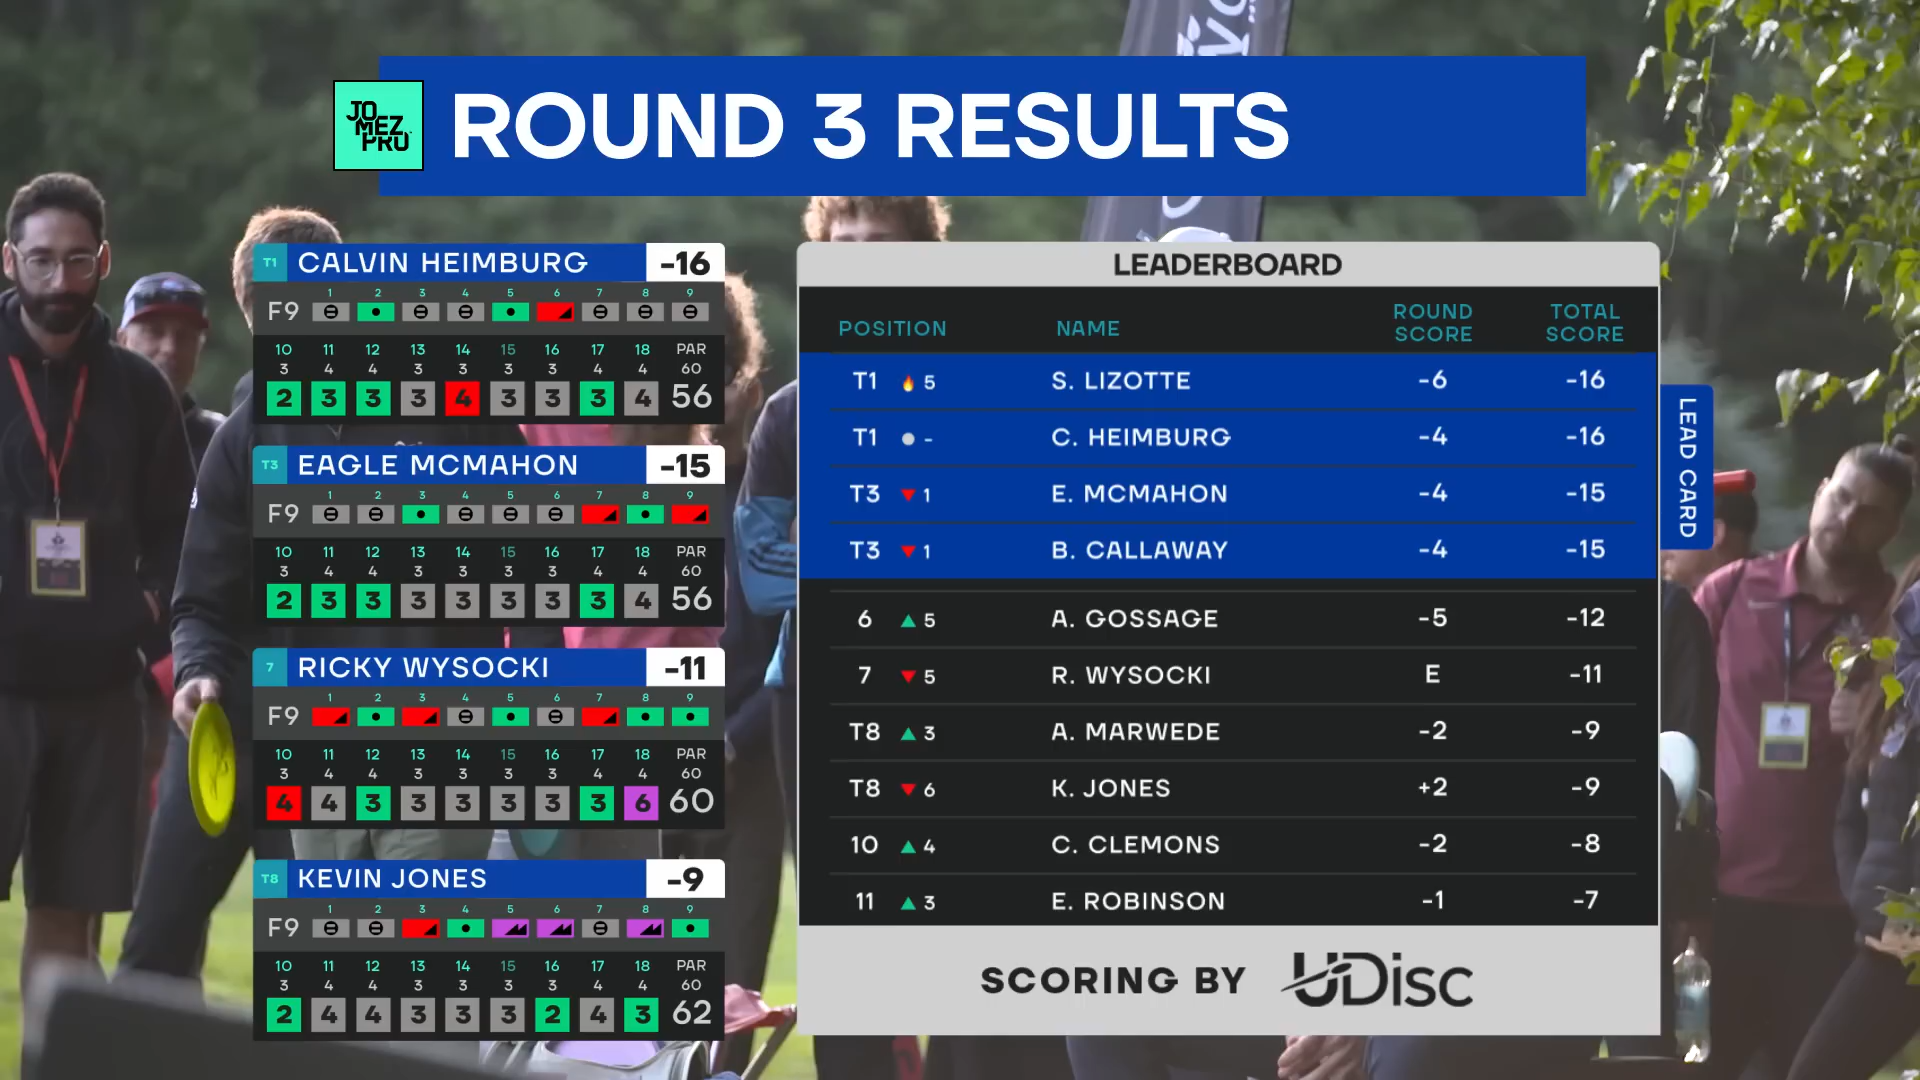 JOMEZPRO
ROUND 3 RESULTS
T1 CALVIN HEIMBURG -16
1 2 3 4 5 6 7 8 9
F9
10 11 12 13 14 15 16 17 18 PAR
3 4 4 3 3 3 3 4 4 60
2 3 3 3 4 3 3 3 4 56
T3 EAGLE MCMAHON -15
1 2 3 4 5 6 7 8 9
F9
10 11 12 13 14 15 16 17 18 PAR
3 4 4 3 3 3 3 4 4 60
2 3 3 3 3 3 3 3 4 56
7 RICKY WYSOCKI -11
1 2 3 4 5 6 7 8 9
F9
10 11 12 13 14 15 16 17 18 PAR
3 4 4 3 3 3 3 4 4 60
4 4 3 3 3 3 3 3 6 60
T8 KEVIN JONES -9
1 2 3 4 5 6 7 8 9
F9
10 11 12 13 14 15 16 17 18 PAR
3 4 4 3 3 3 3 4 4 60
2 4 4 3 3 3 2 4 3 62
LEADERBOARD
POSITION NAME ROUND SCORE TOTAL SCORE
T1 5 S. LIZOTTE -6 -16
T1 - C. HEIMBURG -4 -16
T3 1 E. MCMAHON -4 -15
T3 1 B. CALLAWAY -4 -15
6 5 A. GOSSAGE -5 -12
7 5 R. WYSOCKI E -11
T8 3 A. MARWEDE -2 -9
T8 6 K. JONES +2 -9
10 4 C. CLEMONS -2 -8
11 3 E. ROBINSON -1 -7
LEAD CARD
SCORING BY UDisc